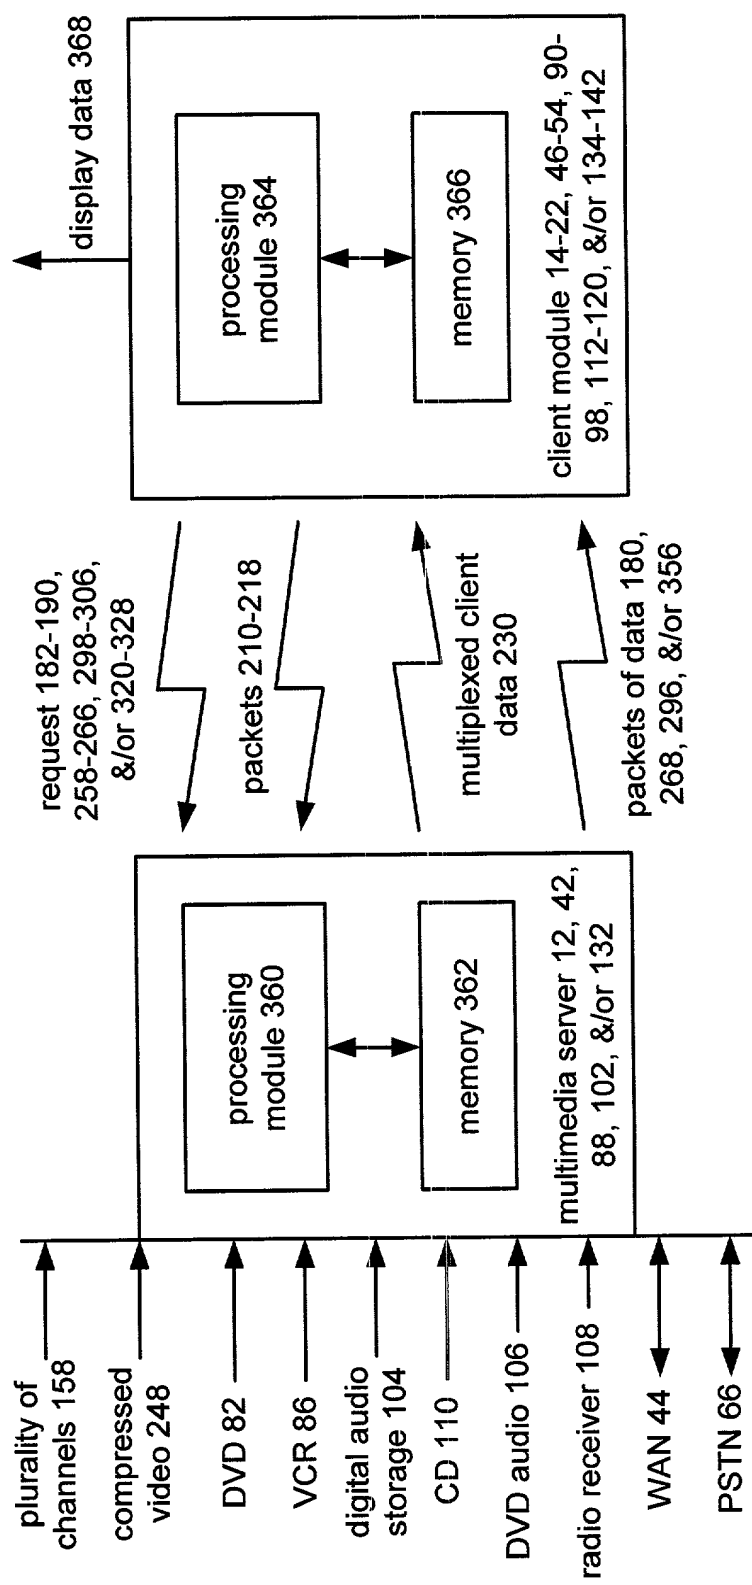 plurality of
channels 158
compressed
video 248
DVD 82
VCR 86
digital audio
storage 104
CD 110
DVD audio 106
radio receiver 108
WAN 44
PSTN 66
processing
module 360
memory 362
multimedia server 12, 42,
88, 102, &/or 132
request 182-190,
258-266, 298-306,
&/or 320-328
packets 210-218
multiplexed client
data 230
packets of data 180,
268, 296, &/or 356
display data 368
processing
module 364
memory 366
client module 14-22, 46-54, 90-
98, 112-120, &/or 134-142